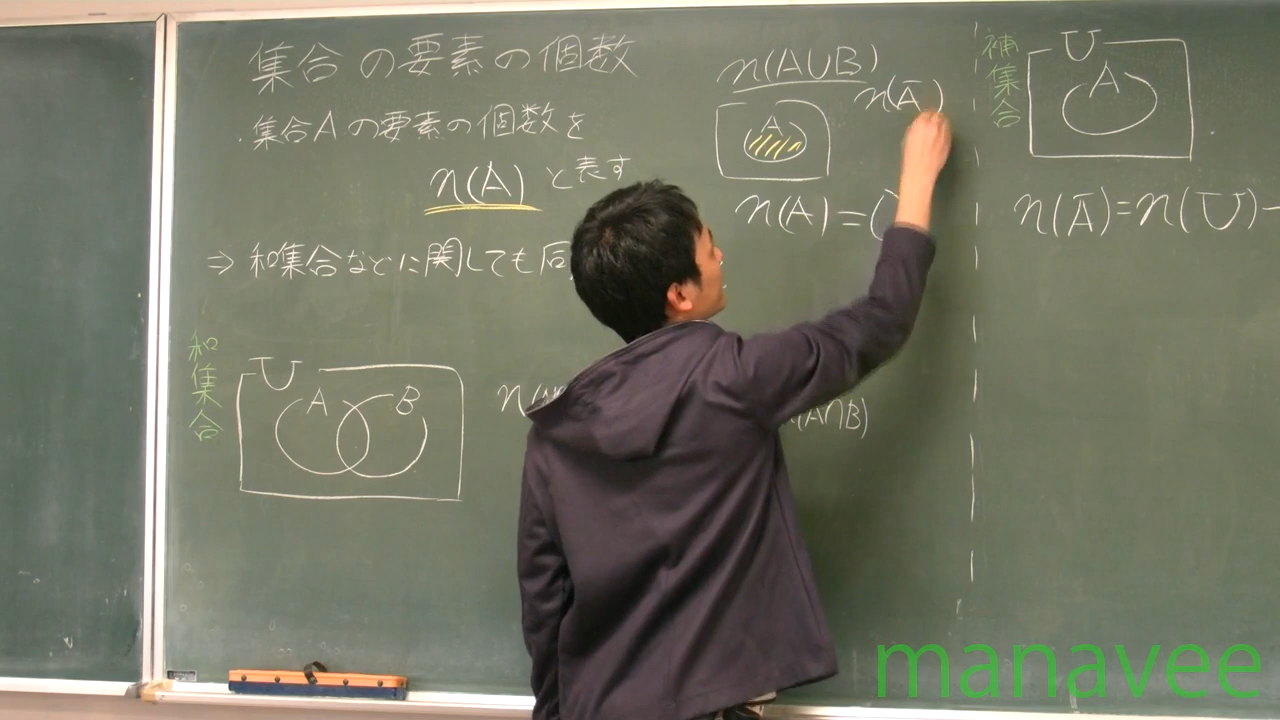 集合の要素の個数
・集合Aの要素の個数を
n(A) と表す
⇒ 和集合などに関しても同
和集合
U
A B
n(A∩B)
n(A∪B)
n(Ā)
A
n(A)=(
補集合
U
A
n(Ā)=n(U)-
manavee